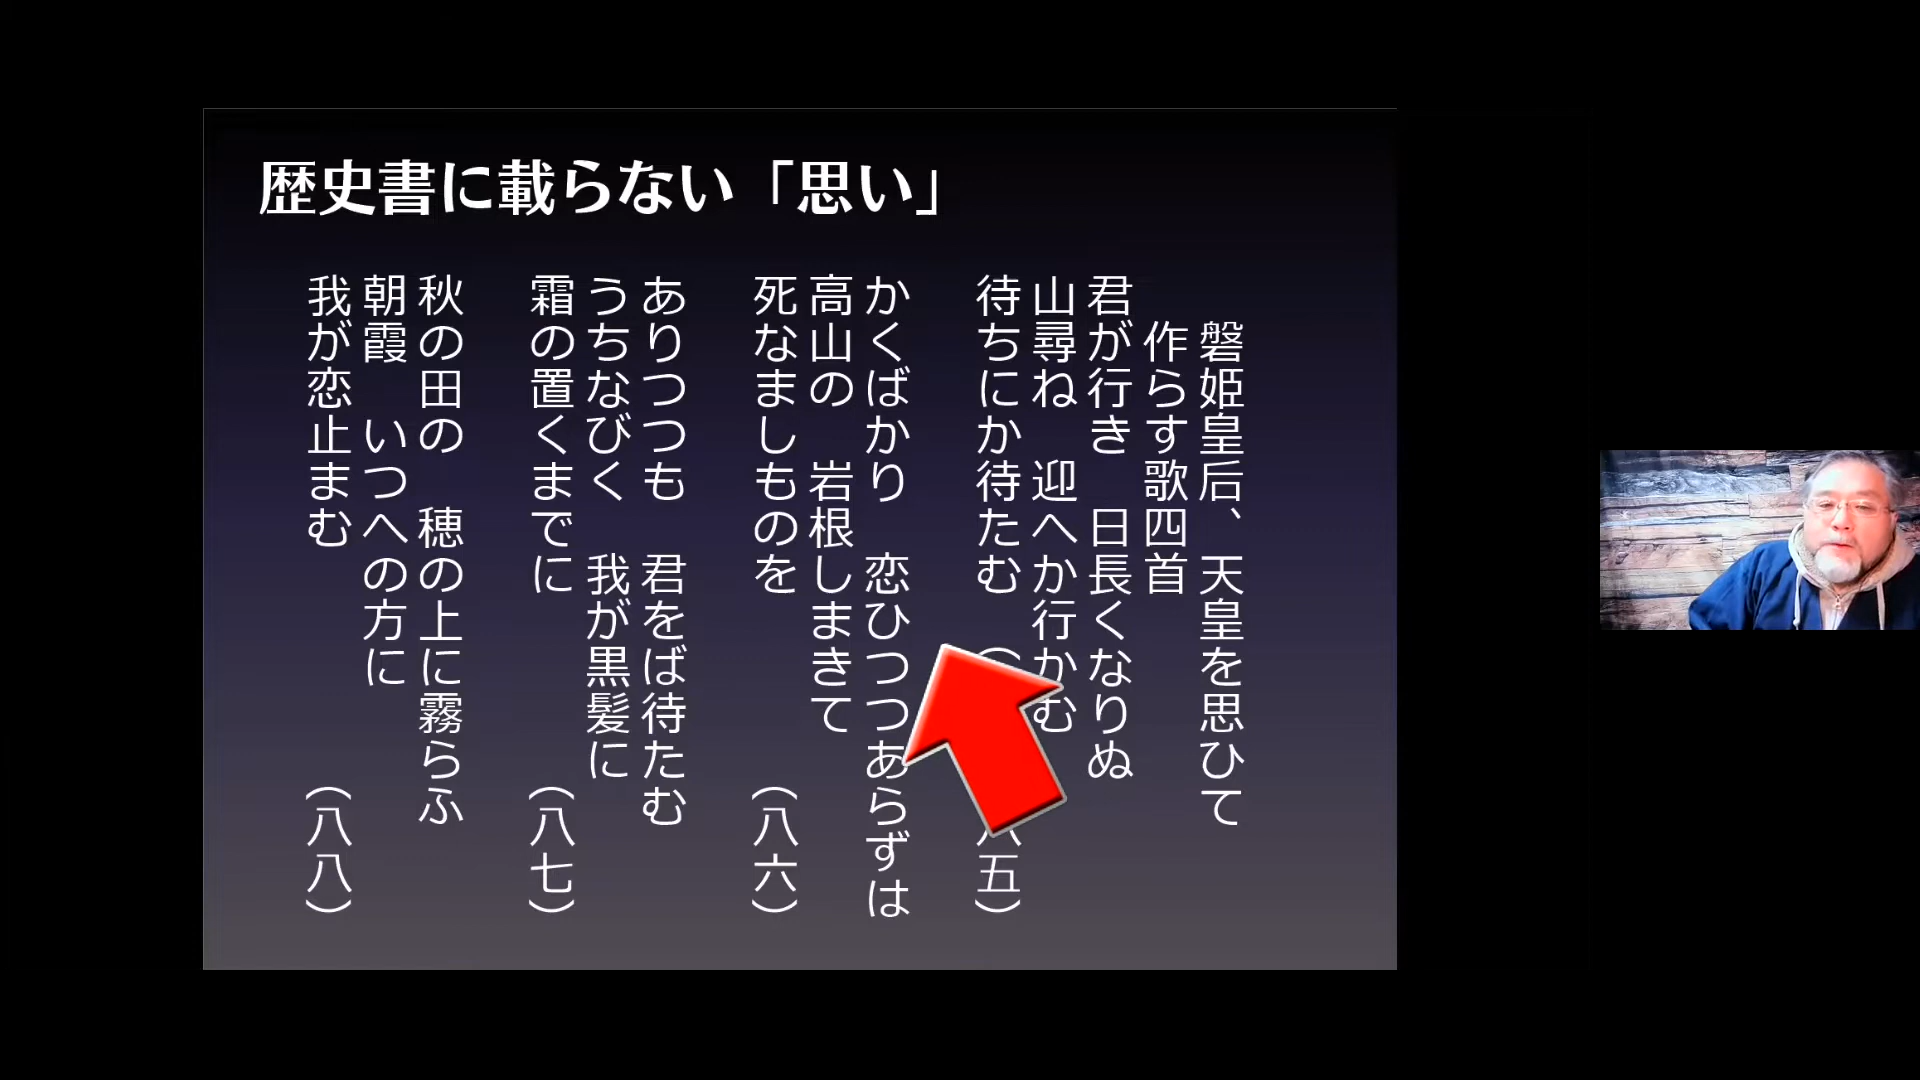 歴史書に載らない「思い」
磐姫皇后、天皇を思ひて
作らす歌四首
君が行き 日長くなりぬ
山尋ね 迎へか行かむ
待ちにか待たむ （ 五）
かくばかり 恋ひつつあらずは
高山の 岩根しまきて
死なましものを （八六）
ありつつも 君をば待たむ
うちなびく 我が黒髪に
霜の置くまでに （八七）
秋の田の 穂の上に霧らふ
朝霞 いつへの方に
我が恋止まむ （八八）